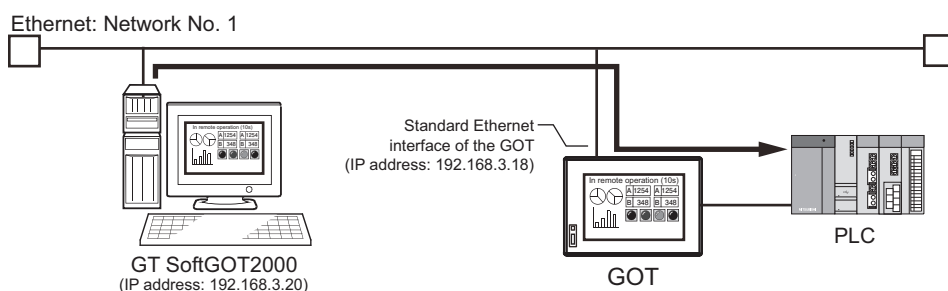 Ethernet: Network No. 1
In remote operation (10s)
A 1254 A 1254
B 348 B 348
Standard Ethernet
interface of the GOT
(IP address: 192.168.3.18)
In remote operation (10s)
A 1254 A 1254
B 348 B 348
GT SoftGOT2000
(IP address: 192.168.3.20)
GOT
PLC